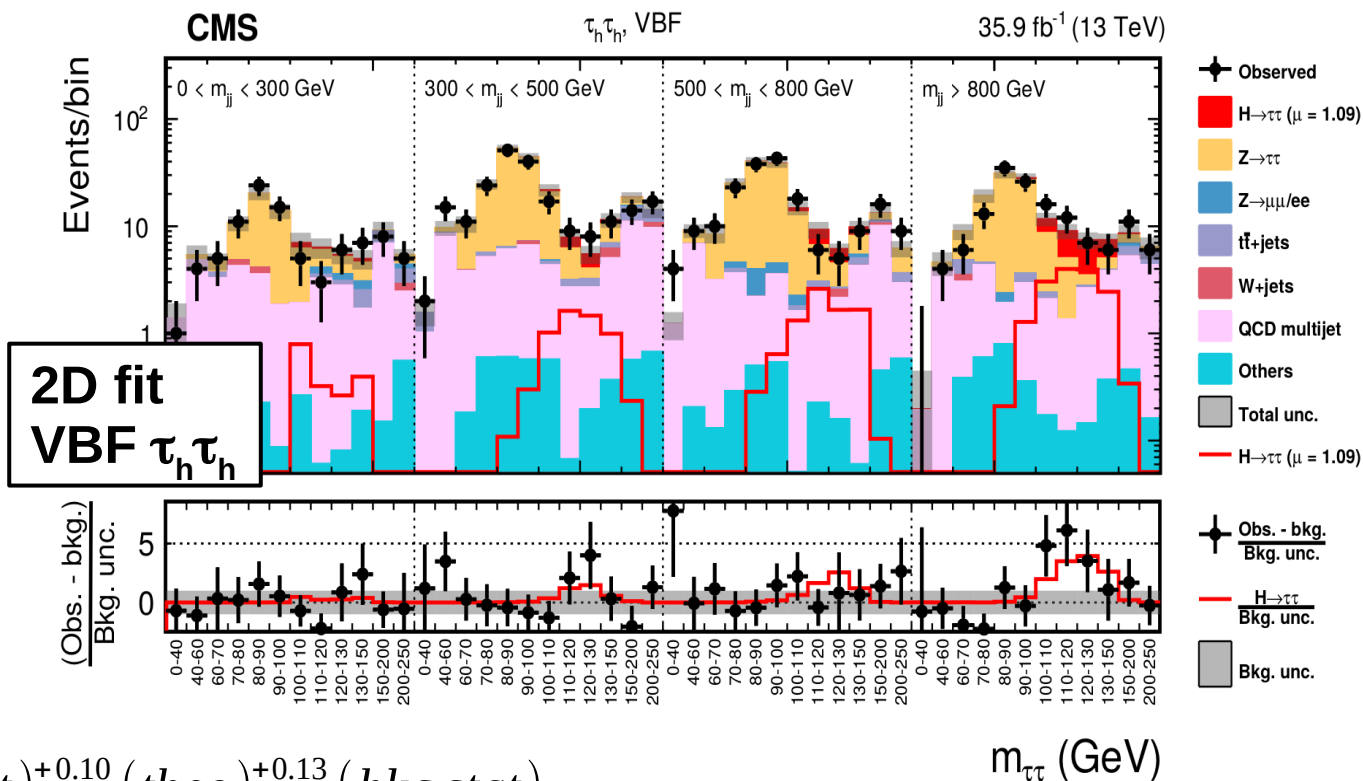 CMS
τhτh, VBF
35.9 fb-1 (13 TeV)
Events/bin
10²
10
1
0 < mjj < 300 GeV
300 < mjj < 500 GeV
500 < mjj < 800 GeV
mjj > 800 GeV
Observed
H→ττ (μ = 1.09)
Z→ττ
Z→μμ/ee
tt̄+jets
W+jets
QCD multijet
Others
Total unc.
H→ττ (μ = 1.09)
2D fit
VBF τhτh
(Obs. - bkg.)
Bkg. unc.
5
0
Obs. - bkg.
Bkg. unc.
H→ττ
Bkg. unc.
Bkg. unc.
0-40
40-60
60-70
70-80
80-90
90-100
100-110
110-120
120-130
130-150
150-200
200-250
0-40
40-60
60-70
70-80
80-90
90-100
100-110
110-120
120-130
130-150
150-200
200-250
0-40
40-60
60-70
70-80
80-90
90-100
100-110
110-120
120-130
130-150
150-200
200-250
0-40
40-60
60-70
70-80
80-90
90-100
100-110
110-120
120-130
130-150
150-200
200-250
mττ (GeV)
+0.10 +0.13